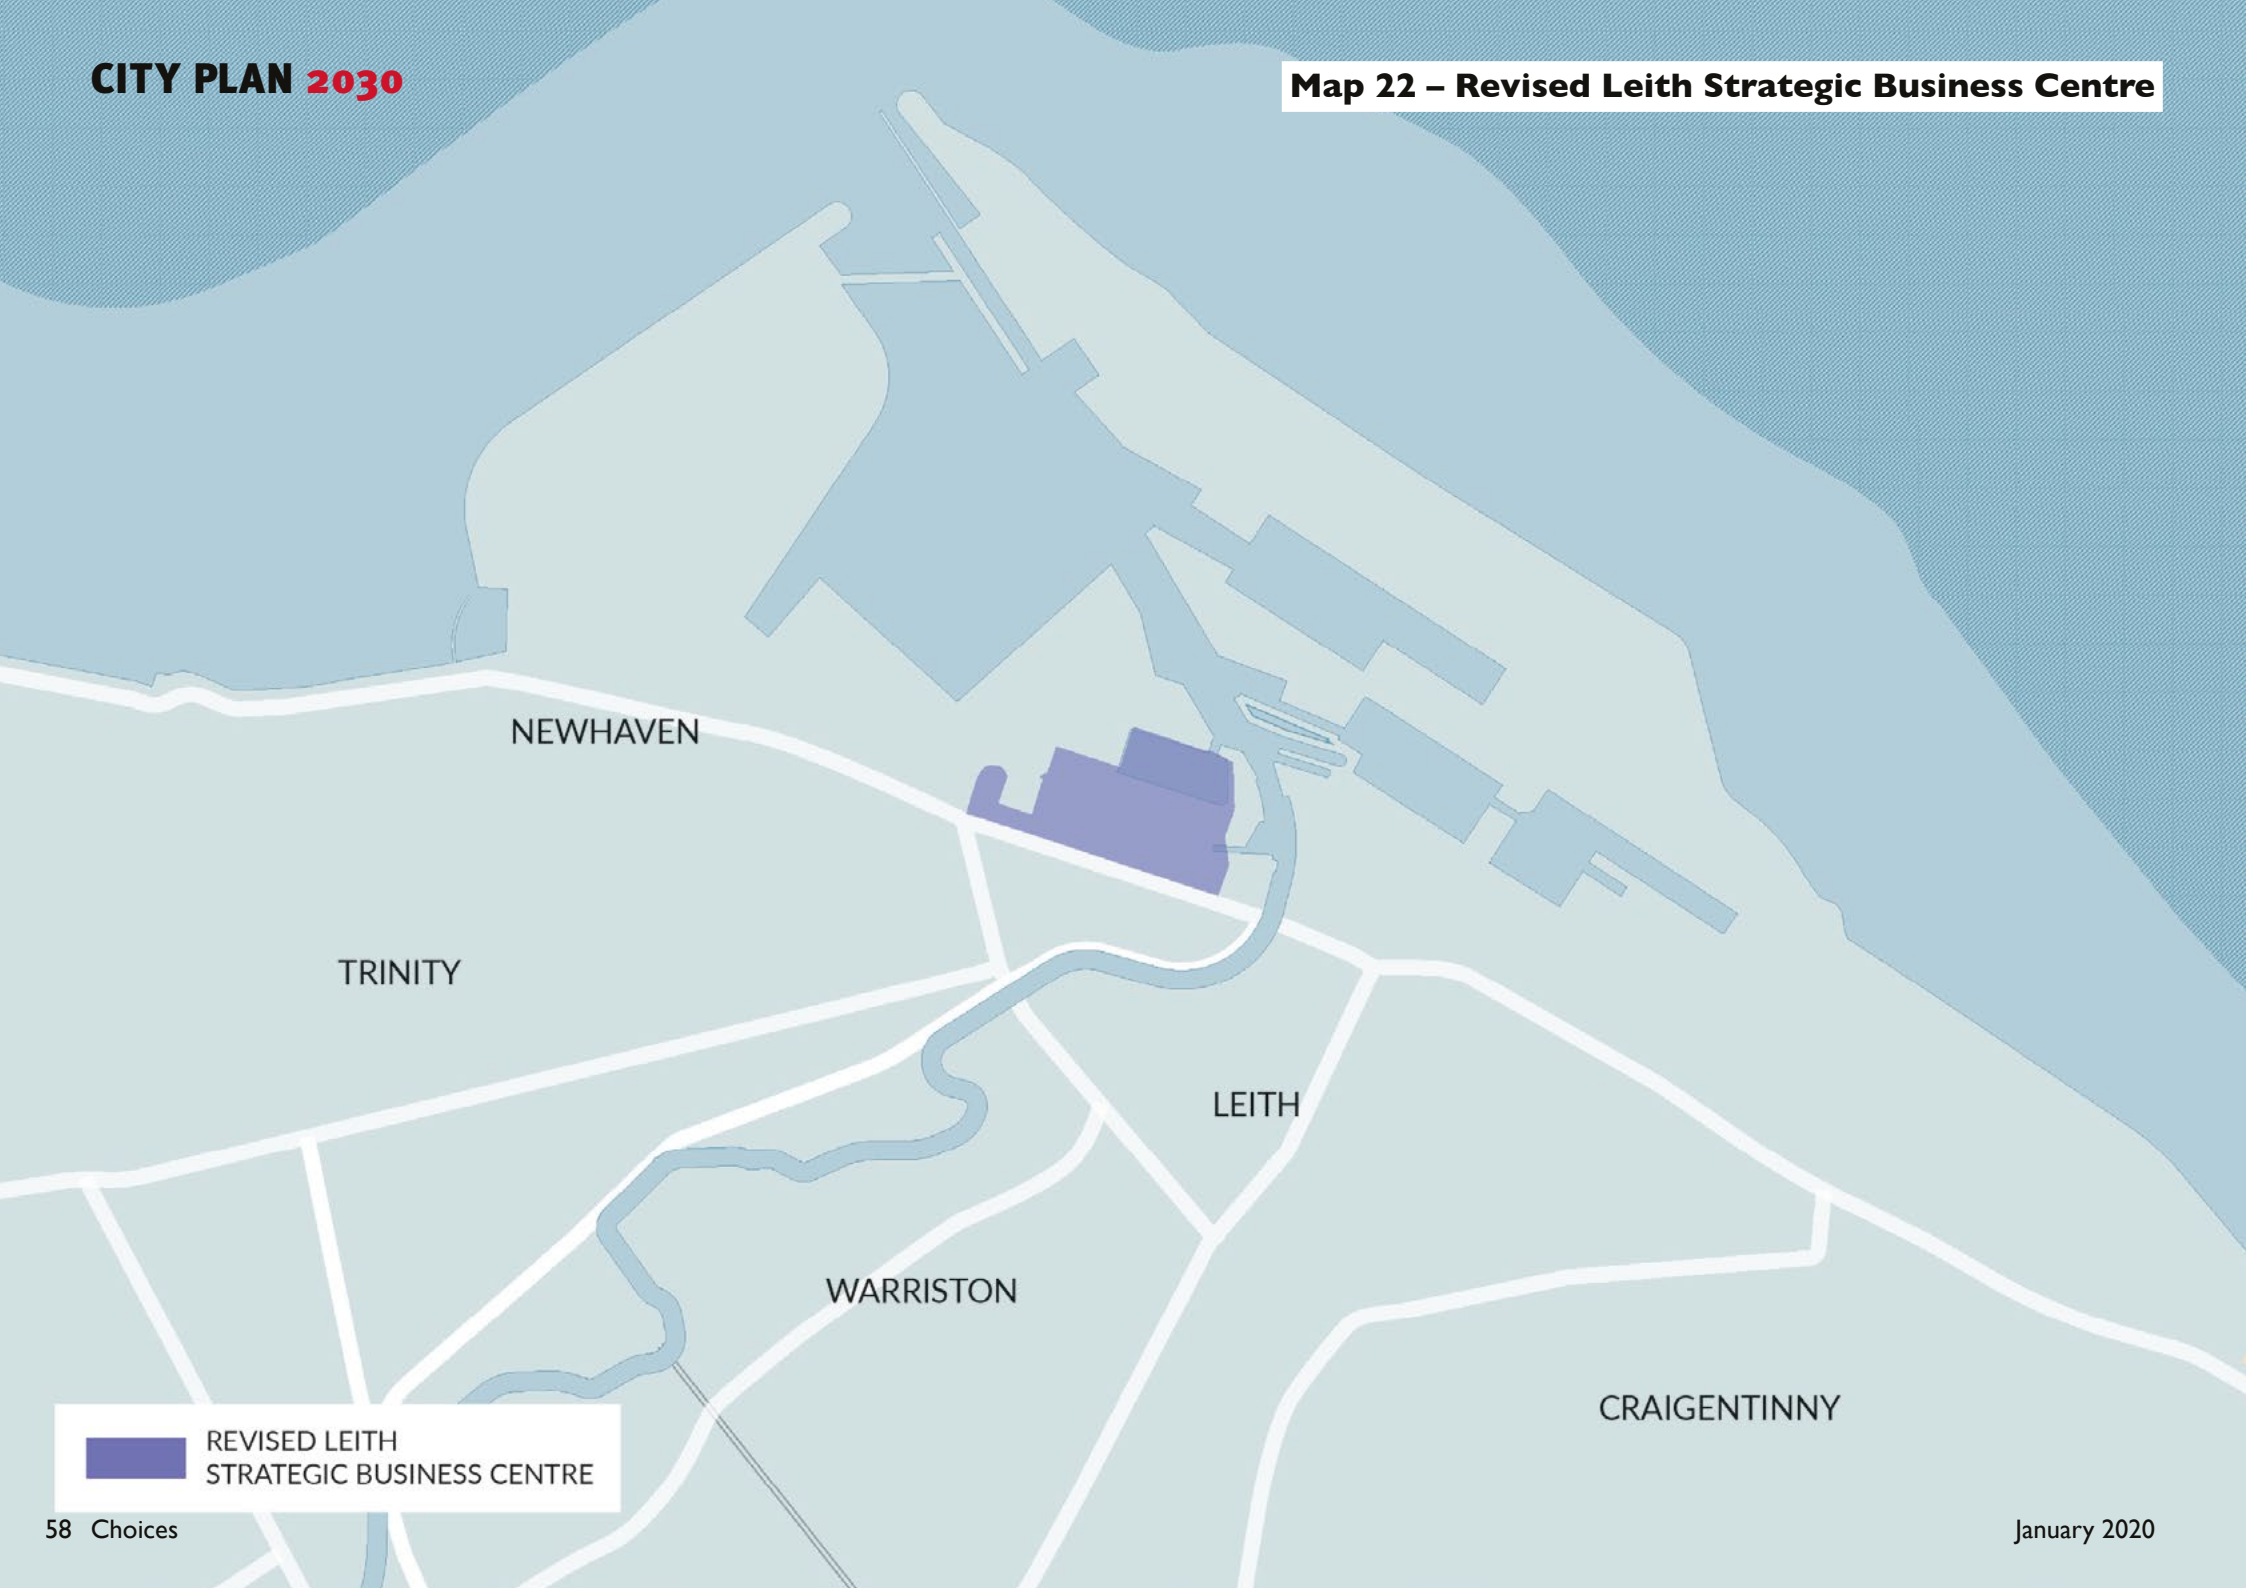 CITY PLAN 2030
Map 22 – Revised Leith Strategic Business Centre
NEWHAVEN
TRINITY
LEITH
WARRISTON
CRAIGENTINNY
REVISED LEITH
STRATEGIC BUSINESS CENTRE
58 Choices
January 2020